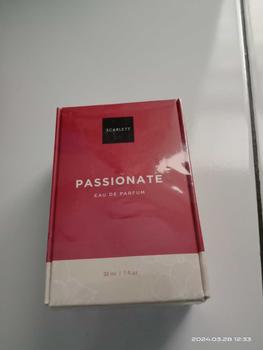 SCARLETT
PASSIONATE
EAU DE PARFUM
30 ml / 1 fl.oz
2024.03.28 12:33